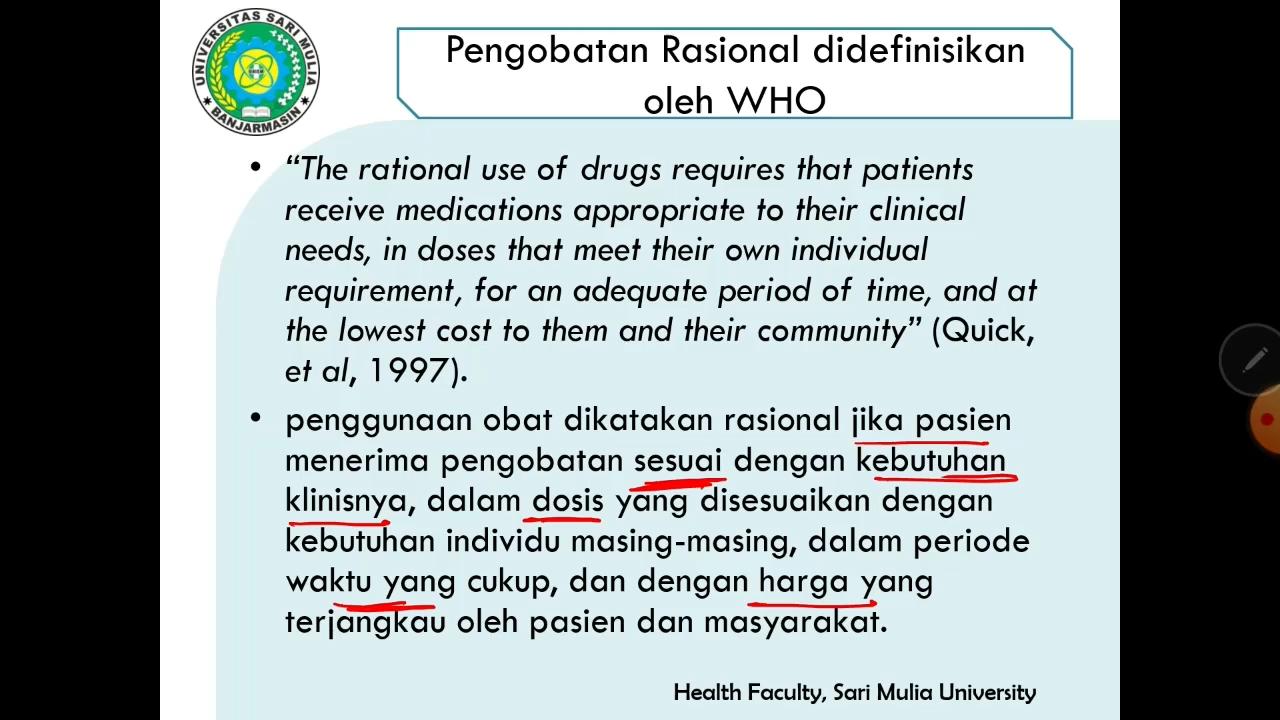 UNIVERSITAS SARI MULIA
BANJARMASIN
Pengobatan Rasional didefinisikan
oleh WHO
• “The rational use of drugs requires that patients
receive medications appropriate to their clinical
needs, in doses that meet their own individual
requirement, for an adequate period of time, and at
the lowest cost to them and their community” (Quick,
et al, 1997).
• penggunaan obat dikatakan rasional jika pasien
menerima pengobatan sesuai dengan kebutuhan
klinisnya, dalam dosis yang disesuaikan dengan
kebutuhan individu masing-masing, dalam periode
waktu yang cukup, dan dengan harga yang
terjangkau oleh pasien dan masyarakat.
Health Faculty, Sari Mulia University